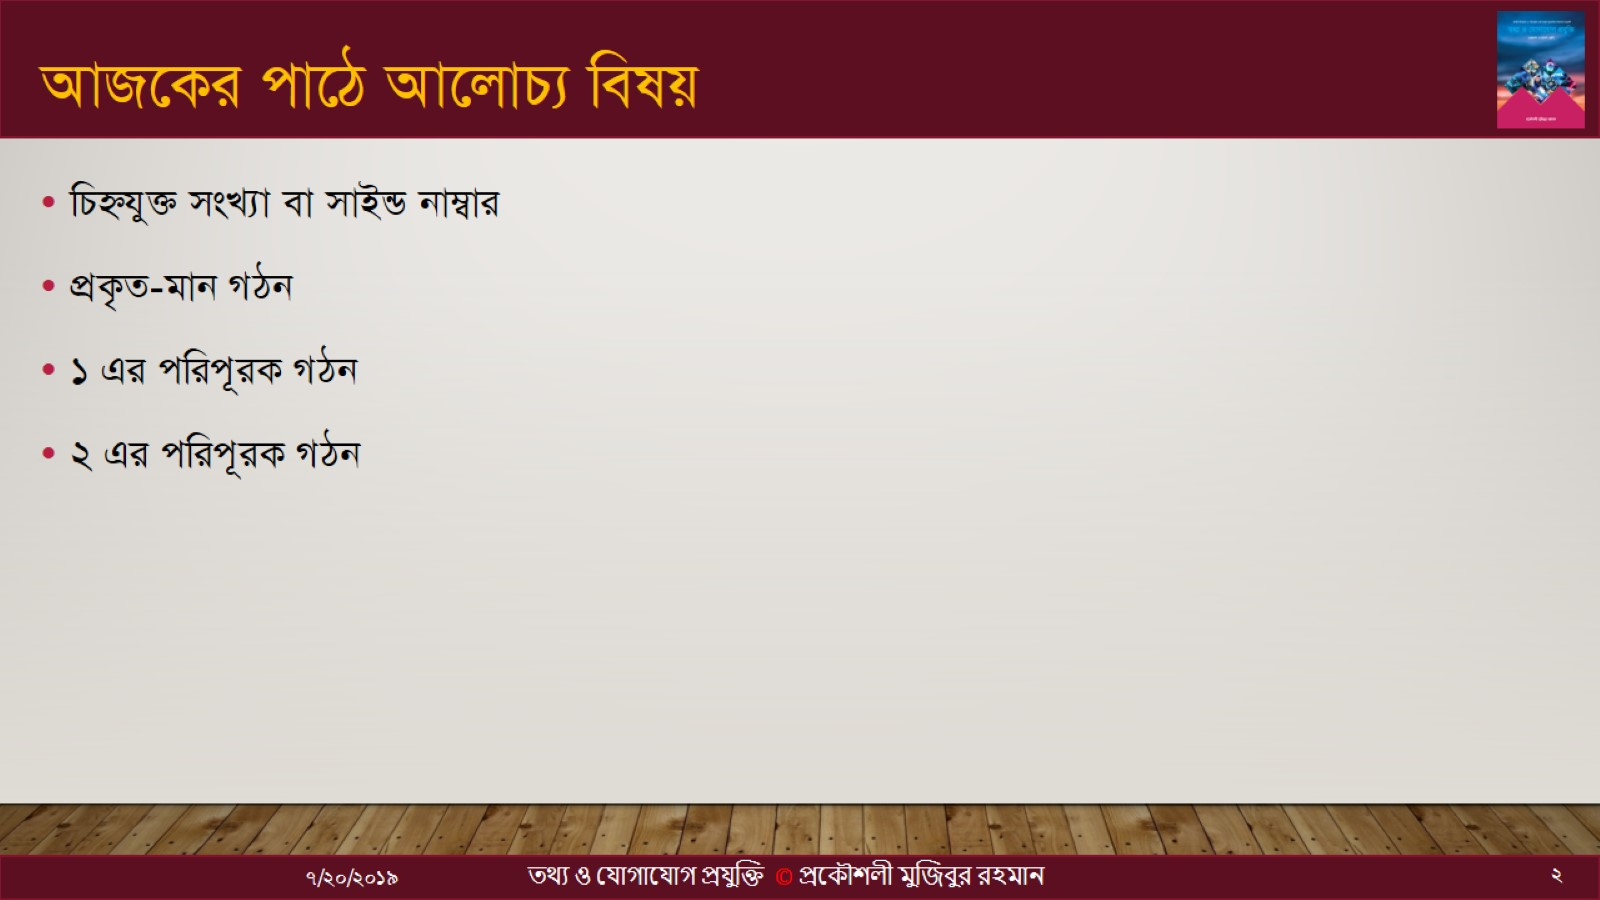 আজকের পাঠে আলোচ্য বিষয়
• চিহ্নযুক্ত সংখ্যা বা সাইন্ড নাম্বার
• প্রকৃত-মান গঠন
• ১ এর পরিপূরক গঠন
• ২ এর পরিপূরক গঠন
৭/২০/২০১৯ তথ্য ও যোগাযোগ প্রযুক্তি © প্রকৌশলী মুজিবুর রহমান ২